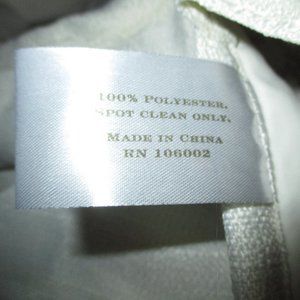 100% POLYESTER,
SPOT CLEAN ONLY,
MADE IN CHINA
RN 106002